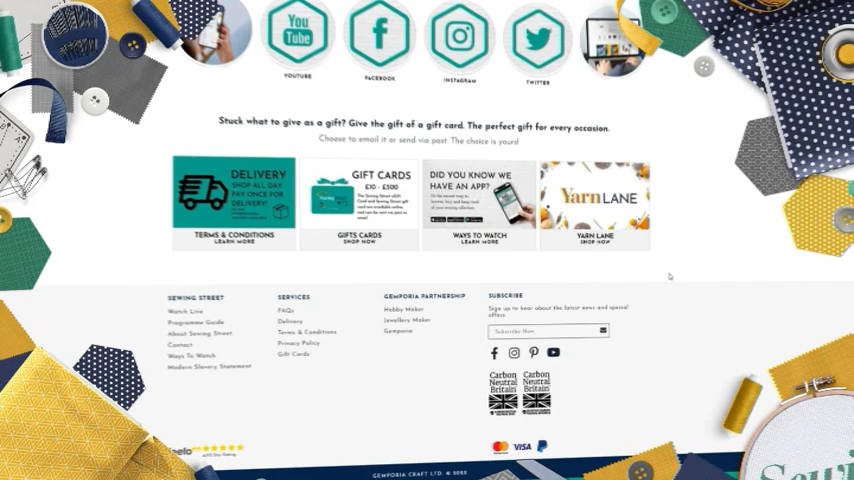 You
Tube
YOUTUBE
FACEBOOK
INSTAGRAM
TWITTER
Stuck what to give as a gift? Give the gift of a gift card. The perfect gift for every occasion.
Choose to email it or send via post. The choice is yours!
DELIVERY
SHOP ALL DAY
PAY ONCE FOR
DELIVERY!
TERMS & CONDITIONS
LEARN MORE
GIFT CARDS
£10 - £500
GIFTS CARDS
SHOP NOW
DID YOU KNOW WE
HAVE AN APP?
WAYS TO WATCH
LEARN MORE
Yarn LANE
YARN LANE
SHOP NOW
SEWING STREET
Watch Live
Programme Guide
About Sewing Street
Contact
Ways To Watch
Modern Slavery Statement
SERVICES
FAQs
Delivery
Terms & Conditions
Privacy Policy
Gift Cards
GEMPORIA PARTNERSHIP
Hobby Maker
Jewellery Maker
Gemporia
SUBSCRIBE
Sign up to hear about the latest news and special
offers
Subscribe Now
Carbon
Neutral
Britain
Carbon
Neutral
Britain
VISA
GEMPORIA CRAFT LTD. © 2022